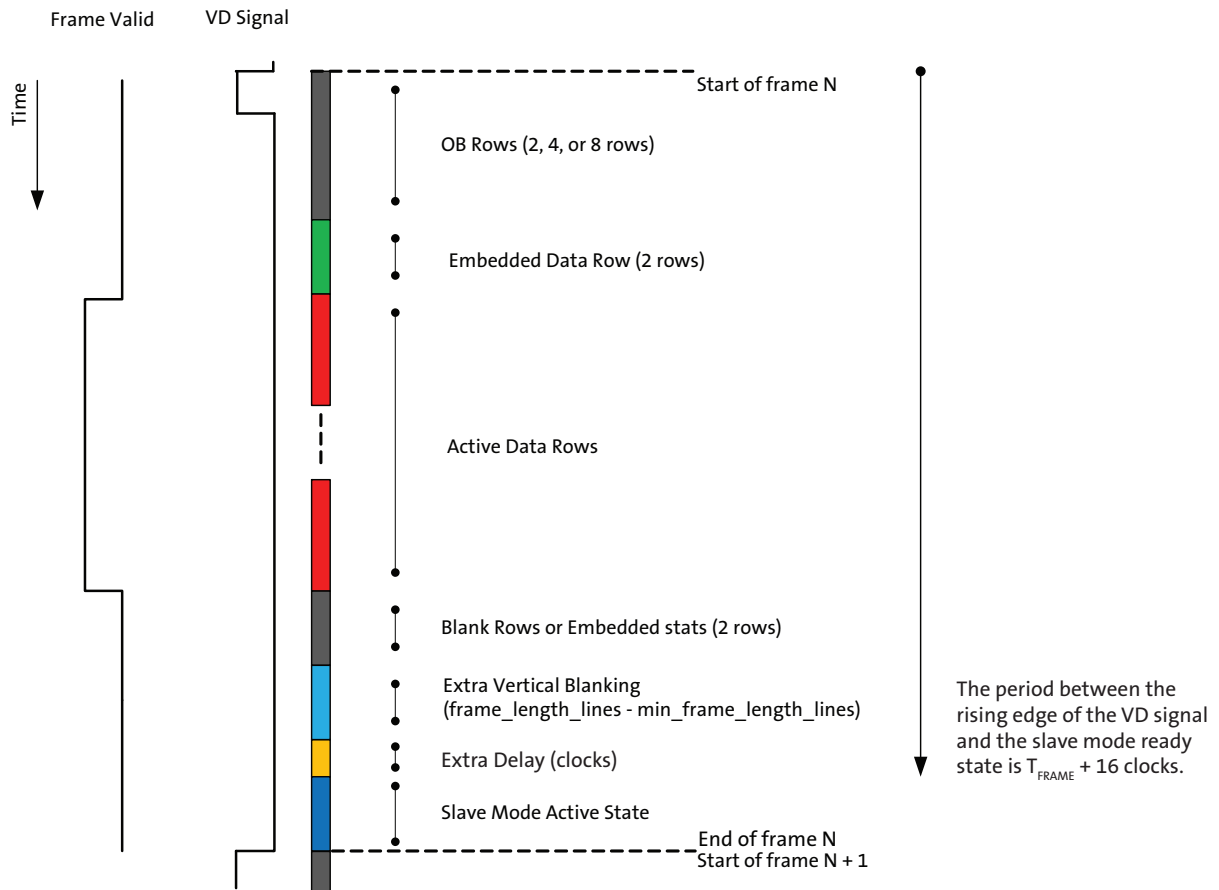 Frame Valid
VD Signal
Time
Start of frame N
OB Rows (2, 4, or 8 rows)
Embedded Data Row (2 rows)
Active Data Rows
Blank Rows or Embedded stats (2 rows)
Extra Vertical Blanking
(frame_length_lines - min_frame_length_lines)
Extra Delay (clocks)
Slave Mode Active State
End of frame N
Start of frame N + 1
The period between the
rising edge of the VD signal
and the slave mode ready
state is TFRAME + 16 clocks.